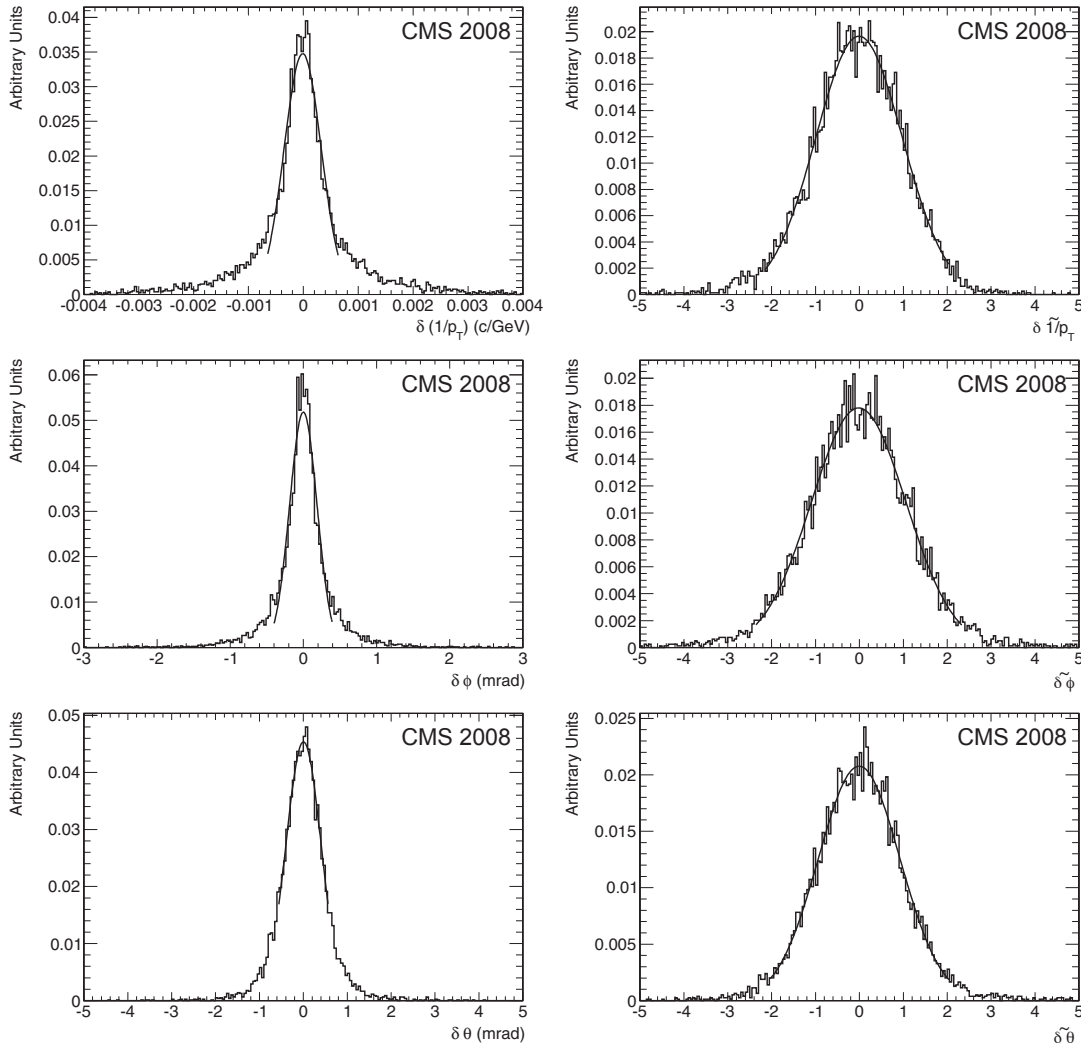 CMS 2008
Arbitrary Units
0.04
0.035
0.03
0.025
0.02
0.015
0.01
0.005
0
-0.004 -0.003 -0.002 -0.001 0 0.001 0.002 0.003 0.004
δ (1/p_T) (c/GeV)
CMS 2008
Arbitrary Units
0.02
0.018
0.016
0.014
0.012
0.01
0.008
0.006
0.004
0.002
0
-5 -4 -3 -2 -1 0 1 2 3 4 5
δ 1̃/p_T
CMS 2008
Arbitrary Units
0.06
0.05
0.04
0.03
0.02
0.01
0
-3 -2 -1 0 1 2 3
δ ϕ (mrad)
CMS 2008
Arbitrary Units
0.02
0.018
0.016
0.014
0.012
0.01
0.008
0.006
0.004
0.002
0
-5 -4 -3 -2 -1 0 1 2 3 4 5
δ ̃ϕ
CMS 2008
Arbitrary Units
0.05
0.04
0.03
0.02
0.01
0
-5 -4 -3 -2 -1 0 1 2 3 4 5
δ θ (mrad)
CMS 2008
Arbitrary Units
0.025
0.02
0.015
0.01
0.005
0
-5 -4 -3 -2 -1 0 1 2 3 4 5
δ ̃θ